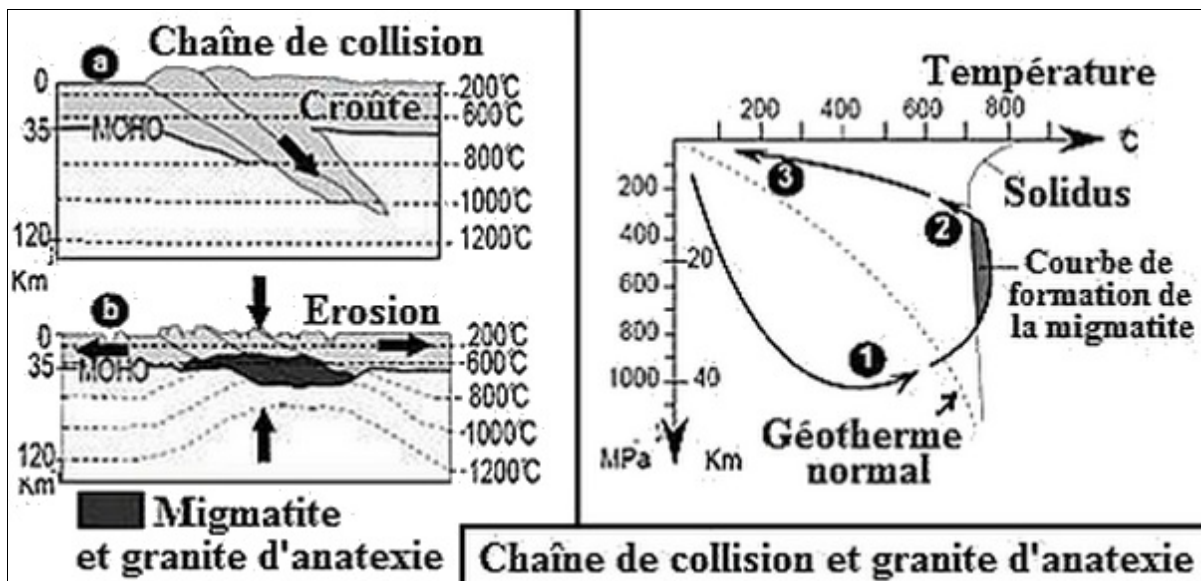 Chaîne de collision
a
0
35
120
Km
MOHO
Croute
200℃
600℃
800℃
1000℃
1200℃
b
Erosion
0
35
120
Km
MOHO
200℃
600℃
800℃
1000℃
1200℃
Migmatite
et granite d'anatexie
Température
200 400 600 800
℃
Solidus
200
400
600
800
1000
MPa
20
40
Km
1
2
3
Courbe de
formation de
la migmatite
Géotherme
normal
Chaîne de collision et granite d'anatexie